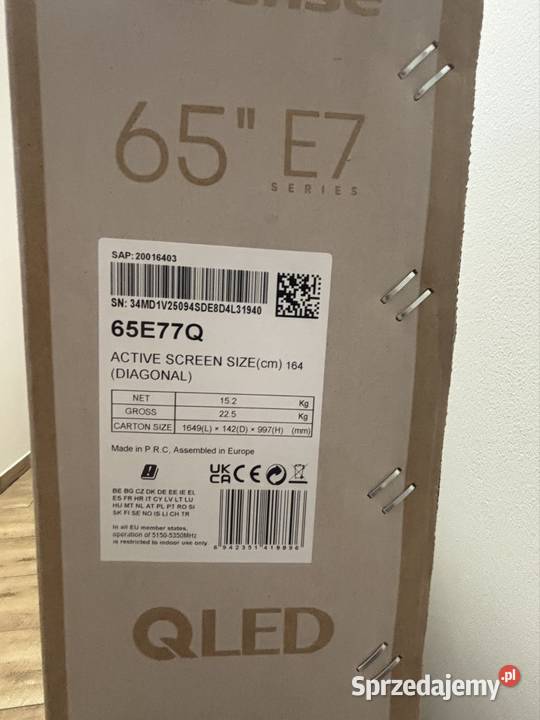 65" E7
SERIES
SAP: 20016403
SN: 34MD1V25094SDE8D4L31940
65E77Q
ACTIVE SCREEN SIZE(cm) 164
(DIAGONAL)
NET 15.2 Kg
GROSS 22.5 Kg
CARTON SIZE 1649(L) × 142(D) × 997(H) (mm)
Made in P.R.C, Assembled in Europe
UK
CA CE
BE BG CZ DK DE EE IE EL
ES FR HR IT CY LV LT LU
HU MT NL AT PL PT RO SI
SK FI SE NO IS LI CH TR
In all EU member states,
operation of 5150-5350MHz
is restricted to indoor use only
6 942351 419896
QLED
Sprzedajemy.pl